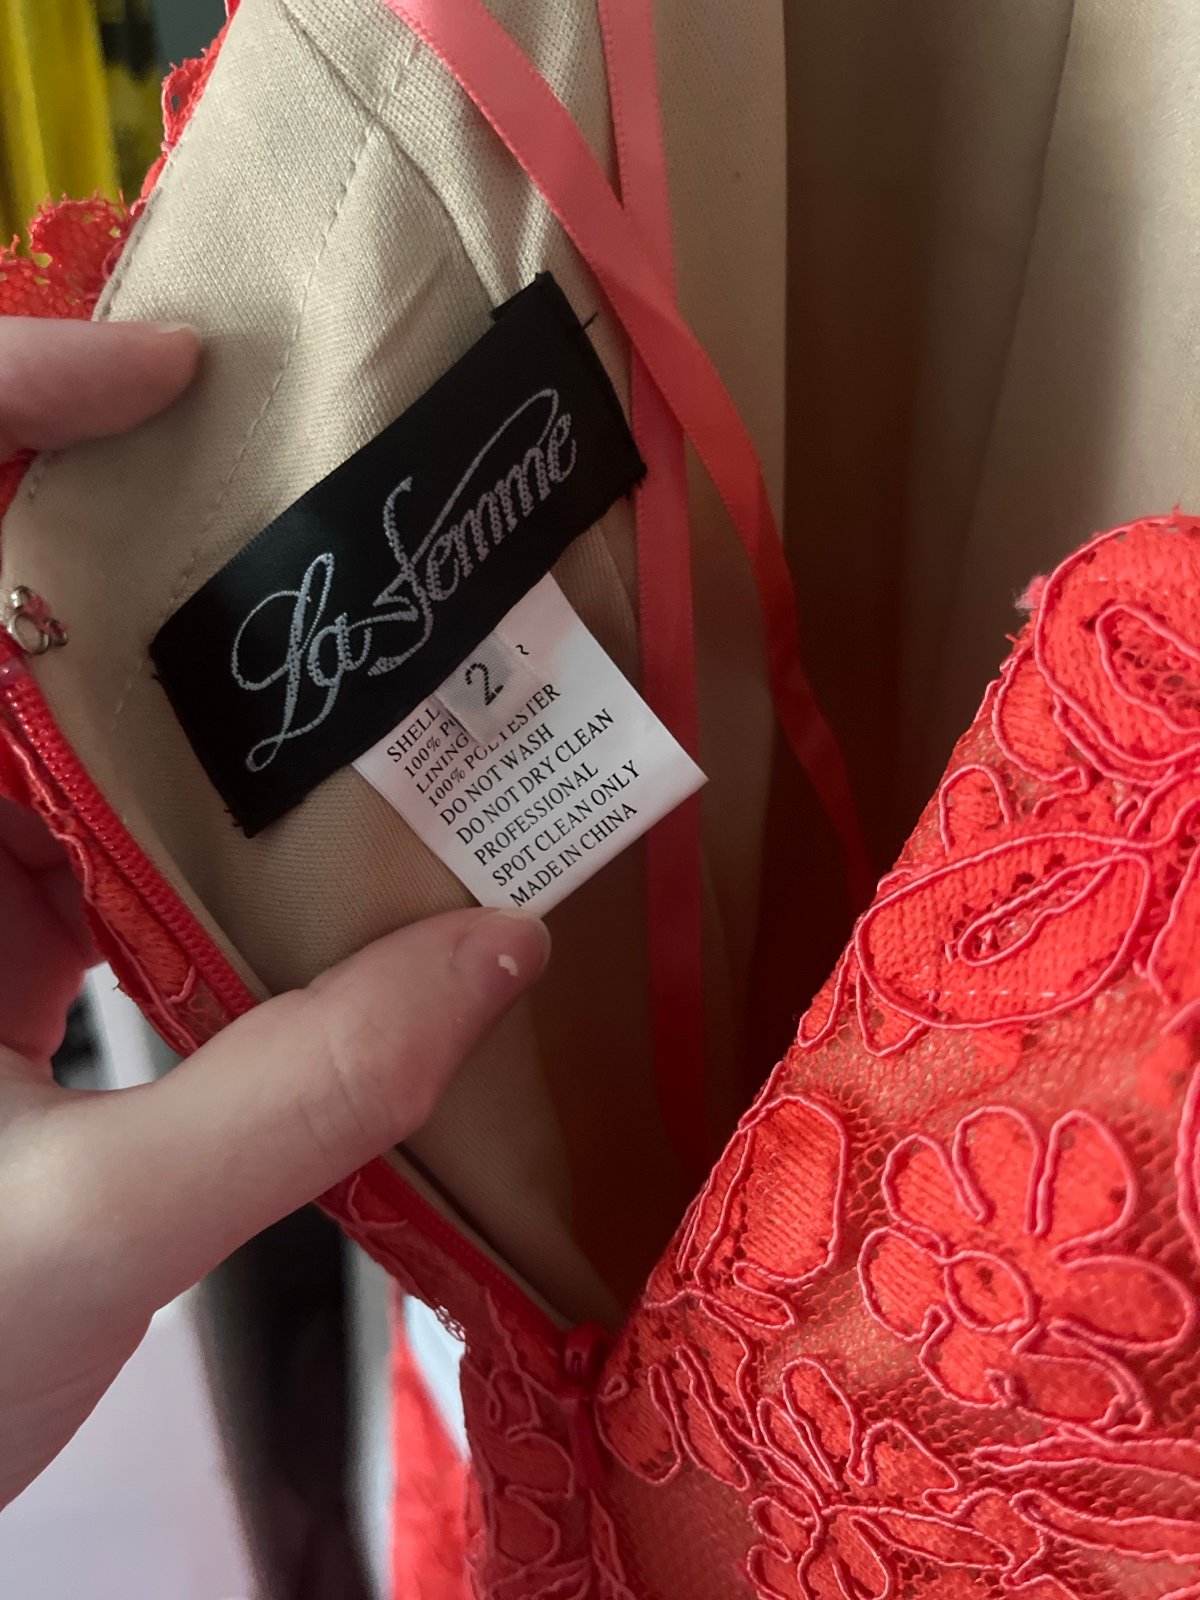 La Femme
2
SHELL
100%
LINING
100% POLYESTER
DO NOT WASH
DO NOT DRY CLEAN
PROFESSIONAL
SPOT CLEAN ONLY
MADE IN CHINA